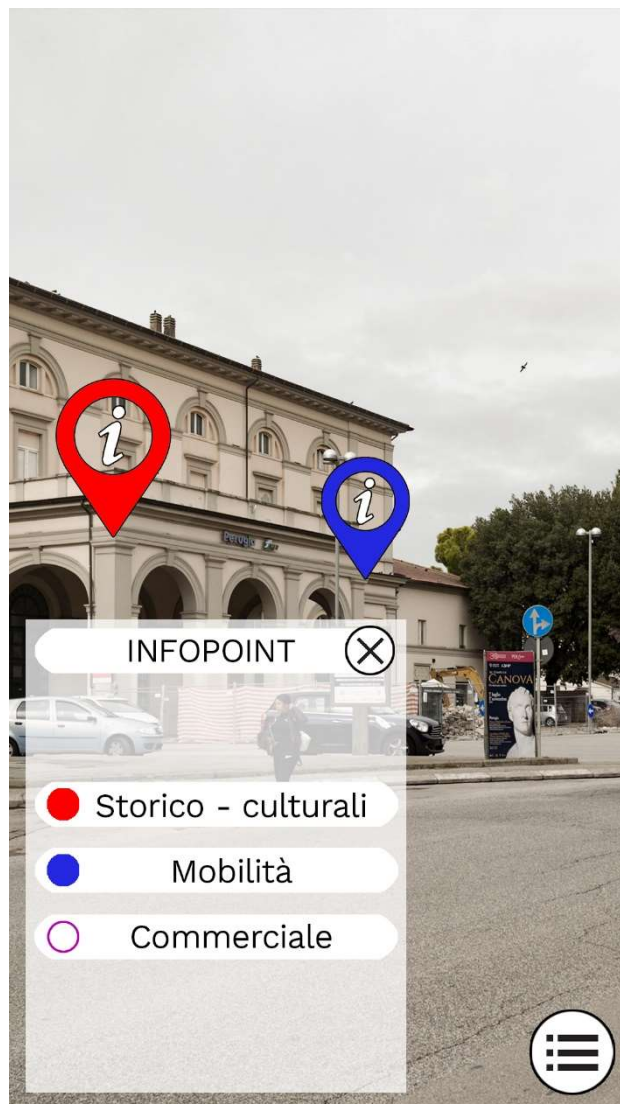 i
i
Perugia
INFOPOINT
CANOVA
Storico - culturali
Mobilità
Commerciale